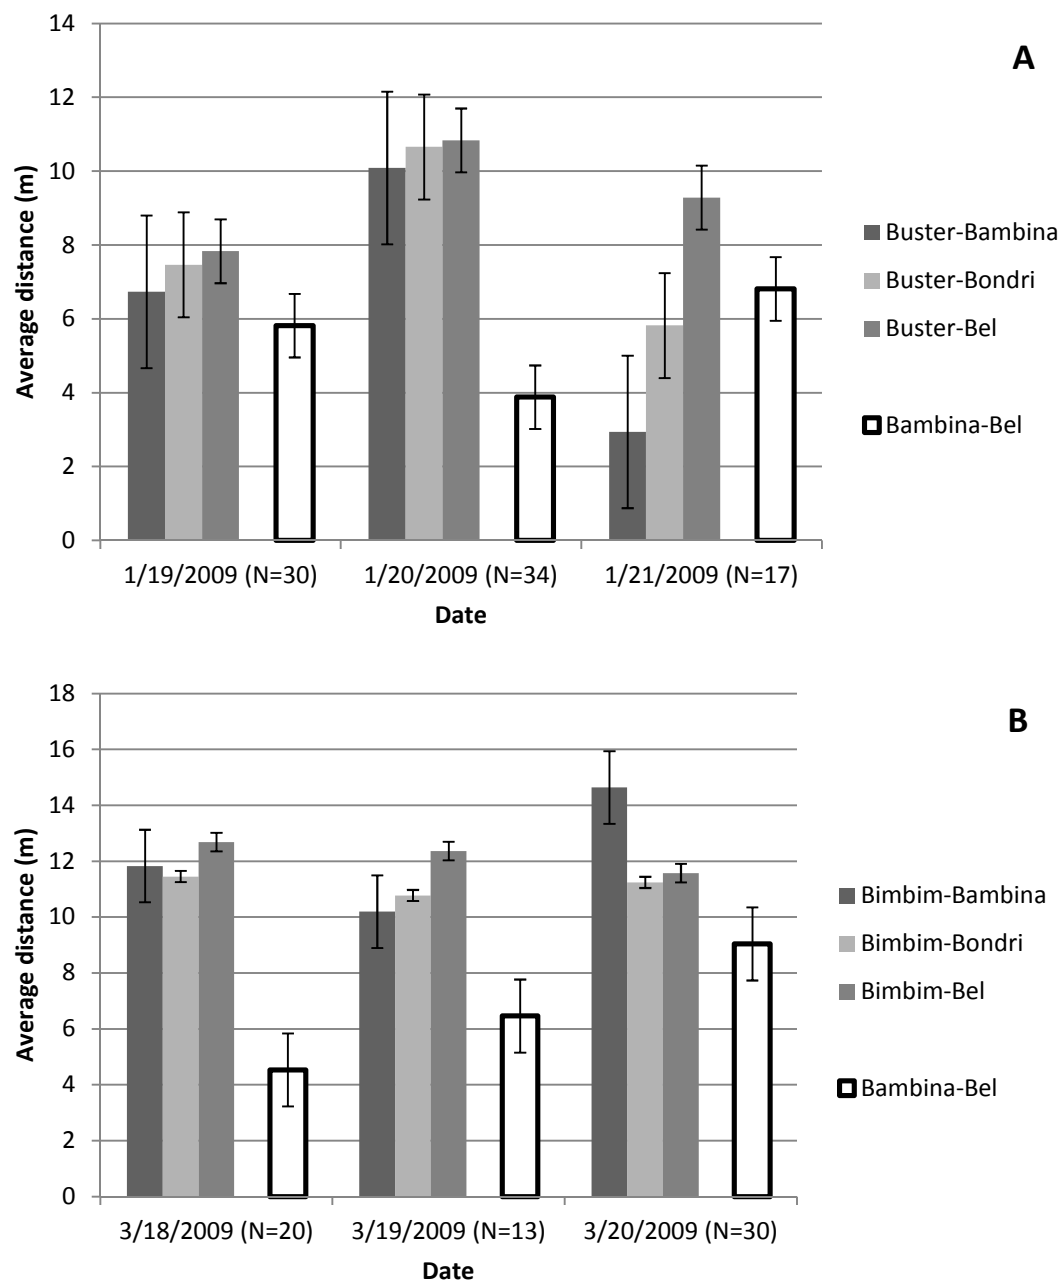 14
12
10
8
6
4
2
0
Average distance (m)
A
Buster-Bambina
Buster-Bondri
Buster-Bel
Bambina-Bel
1/19/2009 (N=30)
1/20/2009 (N=34)
1/21/2009 (N=17)
Date
18
16
14
12
10
8
6
4
2
0
Average distance (m)
B
Bimbim-Bambina
Bimbim-Bondri
Bimbim-Bel
Bambina-Bel
3/18/2009 (N=20)
3/19/2009 (N=13)
3/20/2009 (N=30)
Date